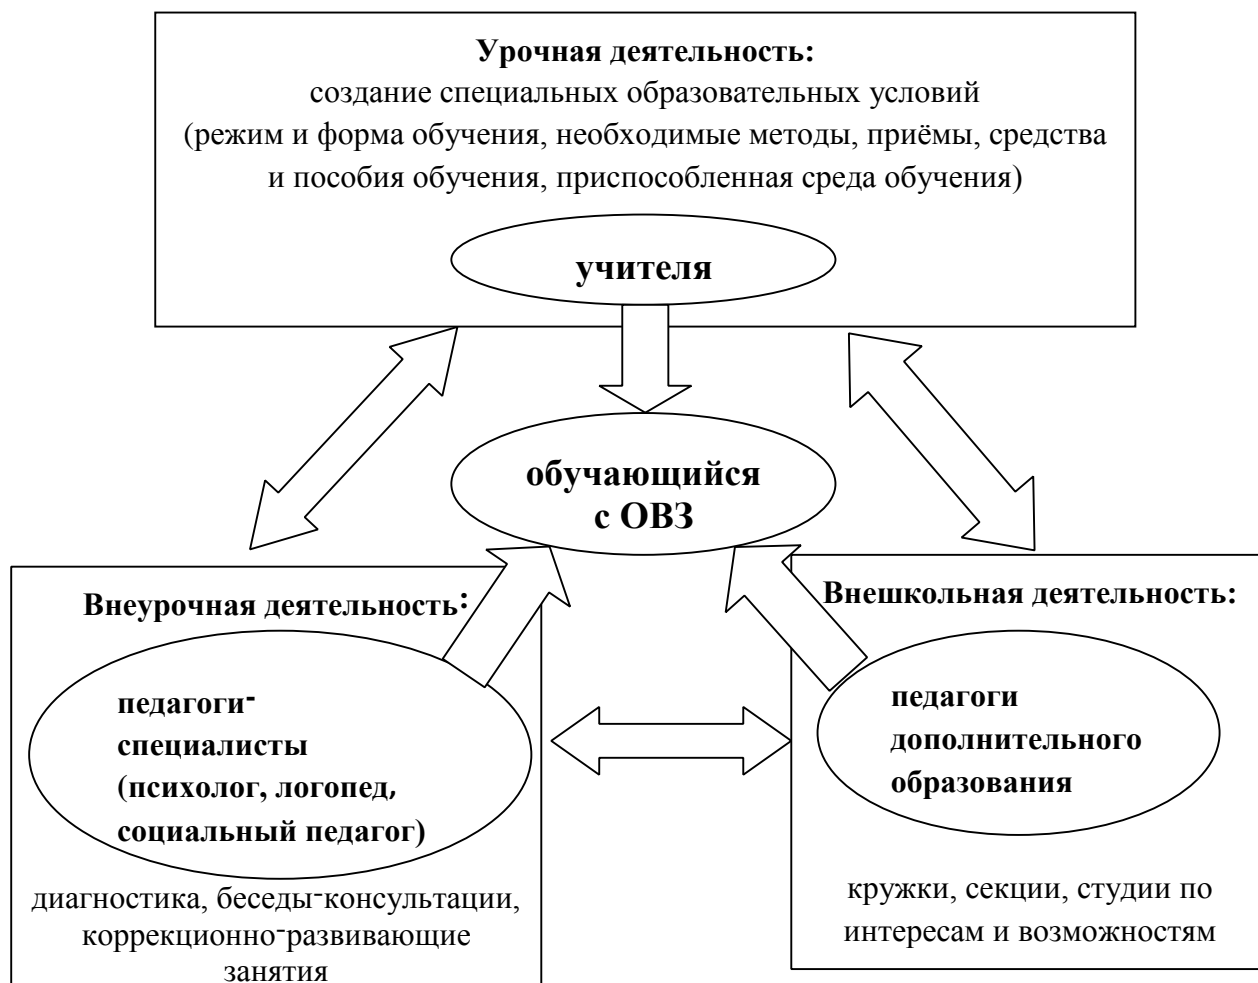 Урочная деятельность:
создание специальных образовательных условий
(режим и форма обучения, необходимые методы, приёмы, средства
и пособия обучения, приспособленная среда обучения)
учителя
обучающийся
с ОВЗ
Внеурочная деятельность:
педагоги-
специалисты
(психолог, логопед,
социальный педагог)
диагностика, беседы-консультации,
коррекционно-развивающие
занятия
Внешкольная деятельность:
педагоги
дополнительного
образования
кружки, секции, студии по
интересам и возможностям